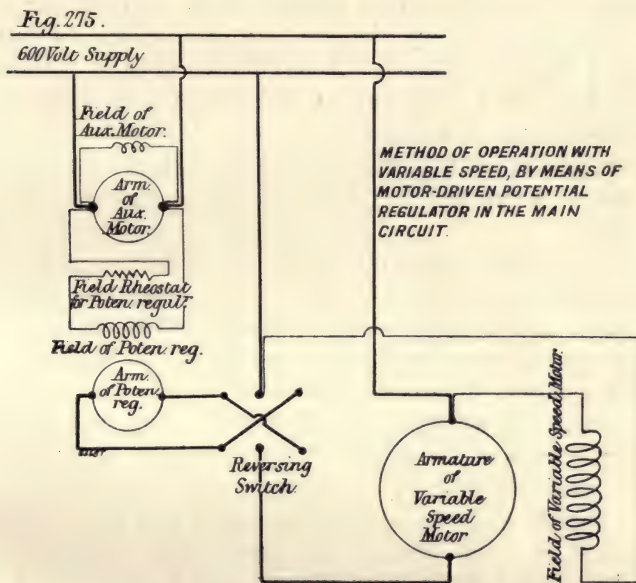 Fig. 275.
600 Volt Supply
Field of
Aux. Motor.
Arm.
of
Aux.
Motor.
METHOD OF OPERATION WITH
VARIABLE SPEED, BY MEANS OF
MOTOR-DRIVEN POTENTIAL
REGULATOR IN THE MAIN
CIRCUIT.
Field Rheostat
for Poten. regulr.
Field of Poten. reg.
Arm.
of Poten.
reg.
Reversing
Switch.
Armature
of
Variable
Speed
Motor
Field of Variable Speed Motor.